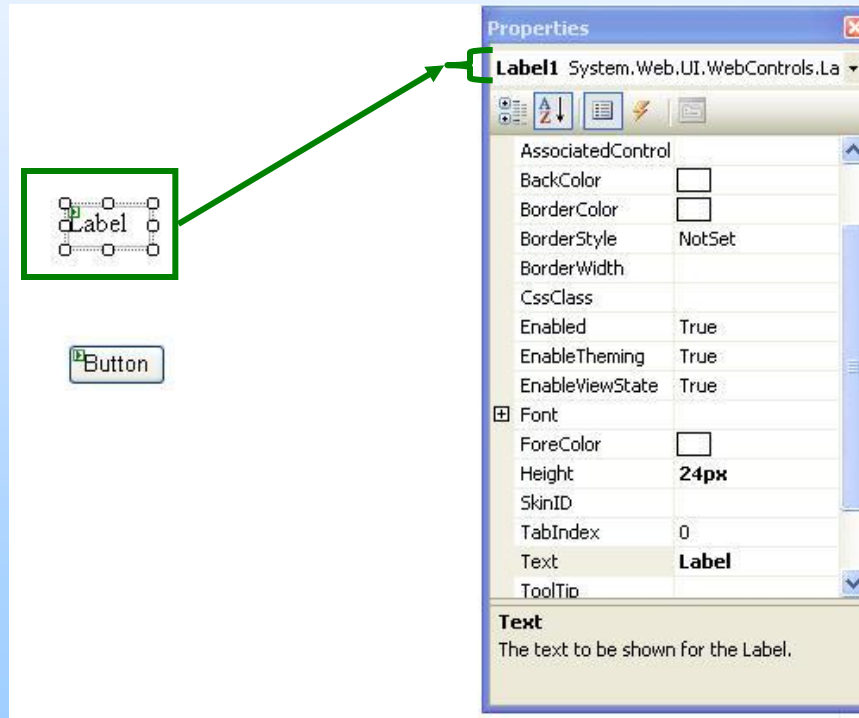 Properties
Label1 System.Web.UI.WebControls.La
AssociatedControl
BackColor
BorderColor
BorderStyle NotSet
BorderWidth
CssClass
Enabled True
EnableTheming True
EnableViewState True
Font
ForeColor
Height 24px
SkinID
TabIndex 0
Text Label
ToolTip
Text
The text to be shown for the Label.
Label
Button